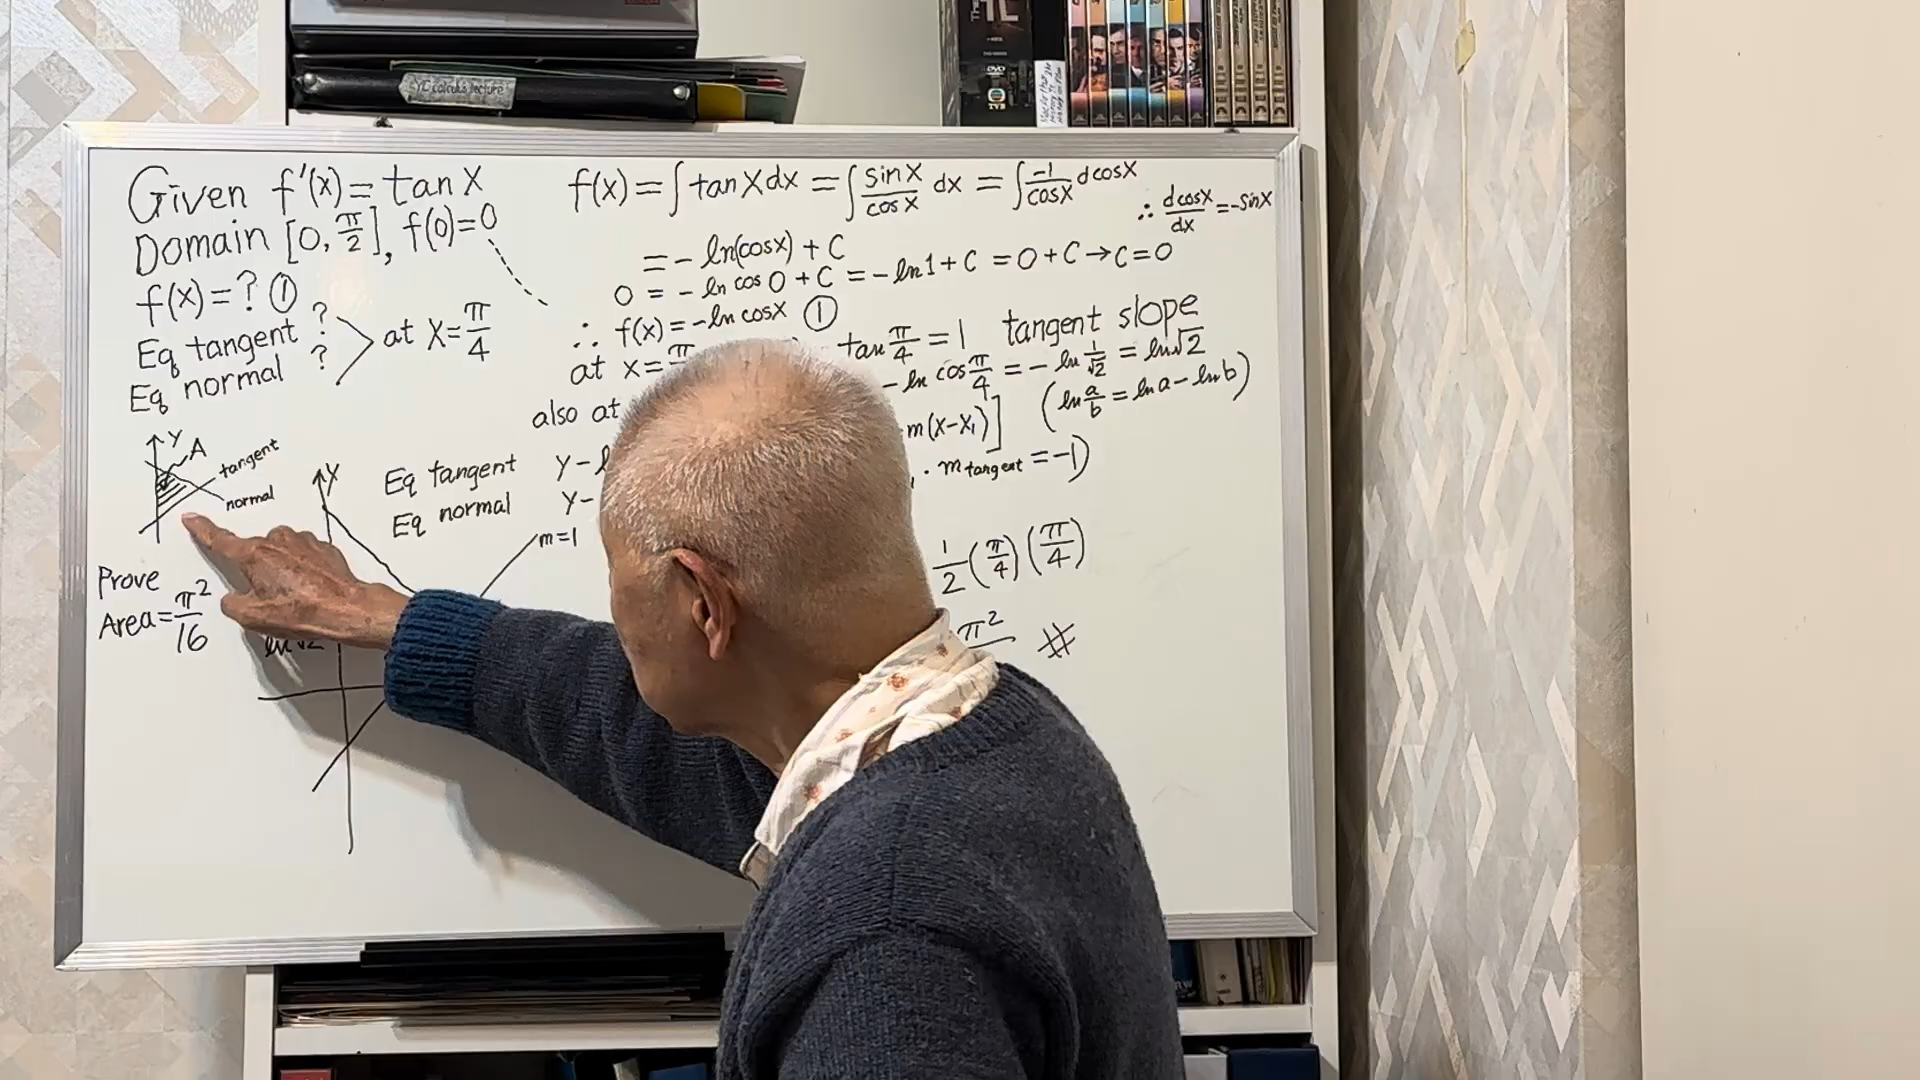 YC calculus lecture
DVD
TVB
Given f'(x) = tan x
Domain [0, π/2], f(0)=0
f(x) = ? ①
Eq tangent ?
Eq normal ?
at x = π/4
Y
A
tangent
normal
Prove
Area = π²/16
f(x) = ∫ tan x dx = ∫ sin x/cos x dx = ∫ -1/cos x d cos x
∴ d cos x/dx = -sin x
= - ln(cos x) + C
0 = - ln cos 0 + C = - ln 1 + C = 0 + C → C = 0
∴ f(x) = - ln cos x ①
at x = π
tan π/4 = 1 tangent slope
also at
- ln cos π/4 = - ln 1/√2 = ln √2
m(x-x₁)]
(ln a/b = ln a - ln b)
Eq tangent y -
Eq normal y -
. m tangent = -1)
Y
m=1
ln √2
1/2 (π/4)(π/4)
π²
#